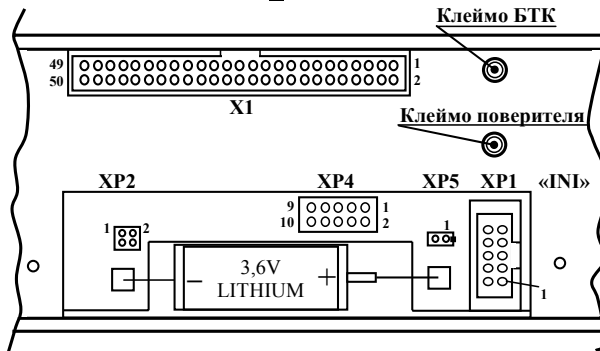 Клеймо БТК
49 1
50 2
X1
Клеймо поверителя
XP2 XP4 XP5 XP1 «INI»
1 2
9 1
10 2
1
3,6V
LITHIUM
− +
1